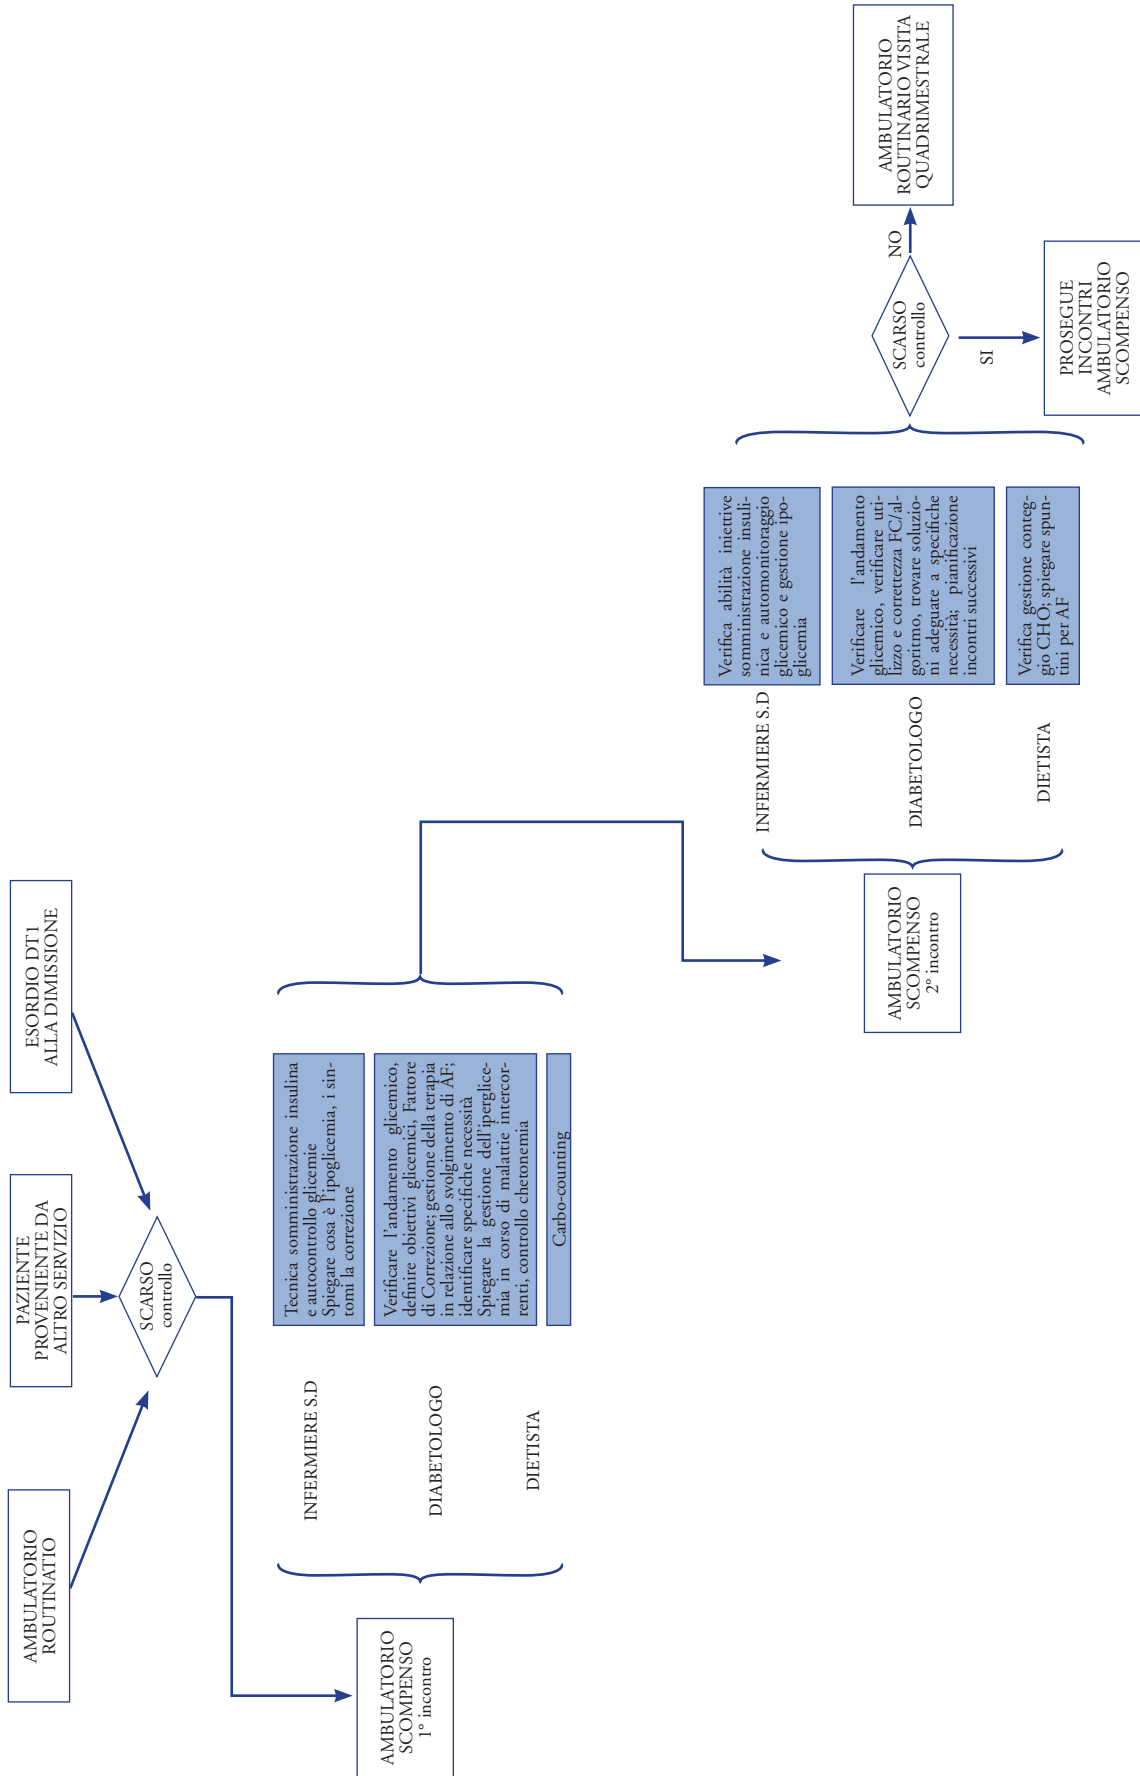 AMBULATORIO
ROUTINATIO
PAZIENTE
PROVENIENTE DA
ALTRO SERVIZIO
ESORDIO DT1
ALLA DIMISSIONE
SCARSO
controllo
AMBULATORIO
SCOMPENSO
1° incontro
INFERMIERE S.D
Tecnica somministrazione insulina
e autocontrollo glicemie
Spiegare cosa è l'ipoglicemia, i sin-
tomi la correzione
DIABETOLOGO
Verificare l'andamento glicemico,
definire obiettivi glicemici, Fattore
di Correzione; gestione della terapia
in relazione allo svolgimento di AF;
identificare specifiche necessità
Spiegare la gestione dell'iperglice-
mia in corso di malattie intercor-
renti, controllo chetonemia
DIETISTA
Carbo-counting
AMBULATORIO
SCOMPENSO
2° incontro
INFERMIERE S.D
Verifica abilità iniettive
somministrazione insuli-
nica e automonitoraggio
glicemico e gestione ipo-
glicemia
DIABETOLOGO
Verificare l'andamento
glicemico, verificare uti-
lizzo e correttezza FC/al-
goritmo, trovare soluzio-
ni adeguate a specifiche
necessità; pianificazione
incontri successivi
DIETISTA
Verifica gestione conteg-
gio CHO; spiegare spun-
tini per AF
SCARSO
controllo
NO
SI
AMBULATORIO
ROUTINARIO VISITA
QUADRIMESTRALE
PROSEGUE
INCONTRI
AMBULATORIO
SCOMPENSO